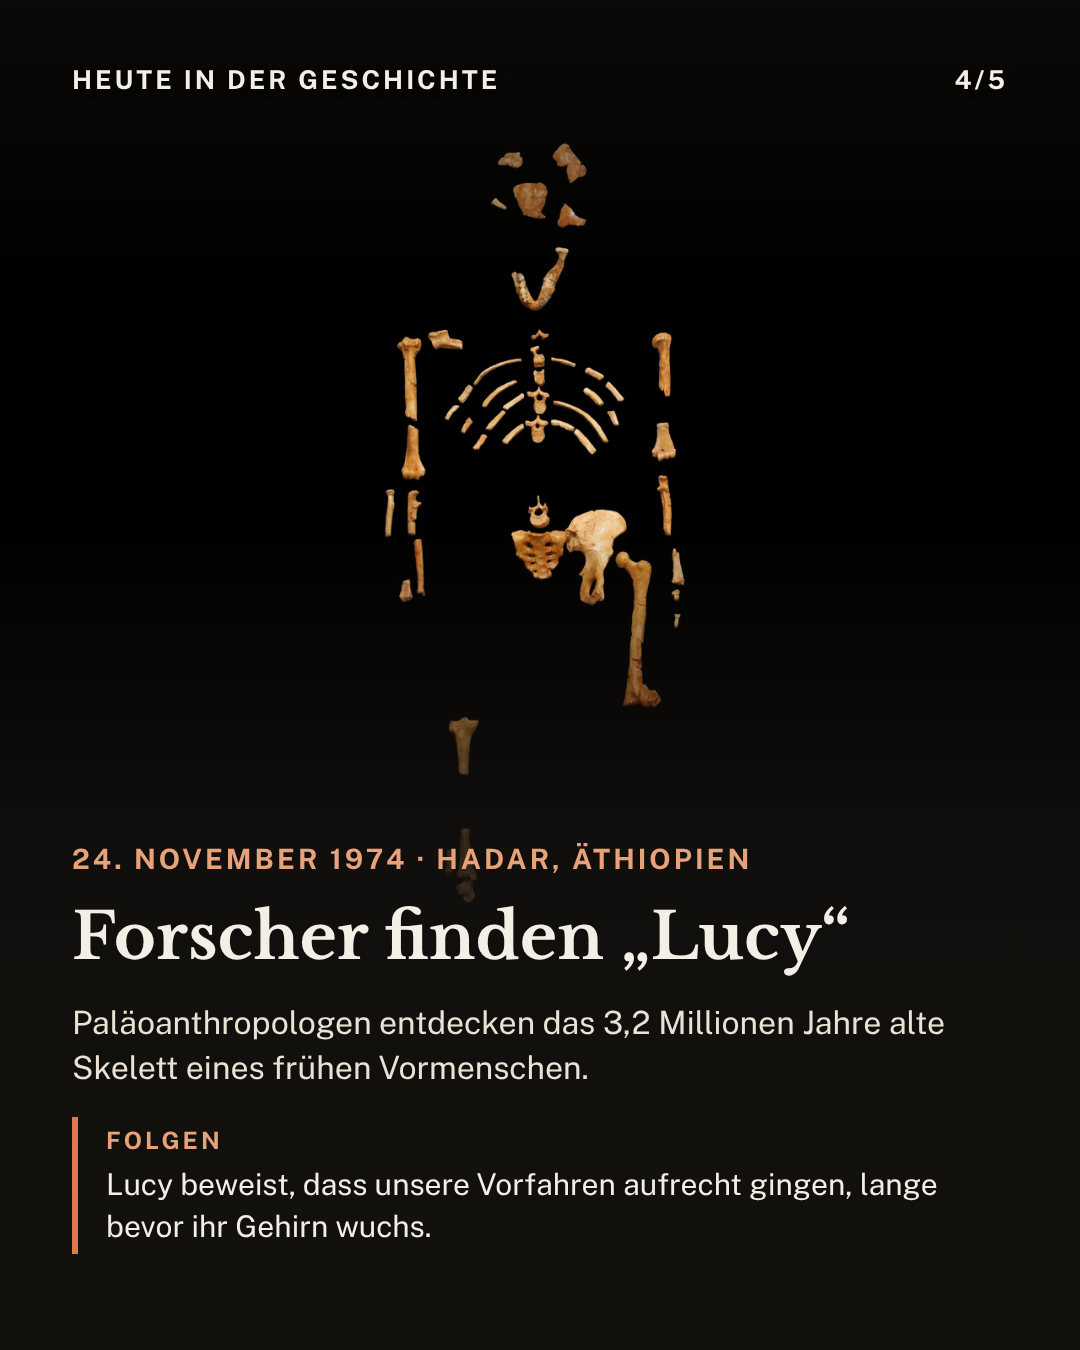 HEUTE IN DER GESCHICHTE
4/5
24. NOVEMBER 1974 · HADAR, ÄTHIOPIEN
Forscher finden „Lucy“
Paläoanthropologen entdecken das 3,2 Millionen Jahre alte
Skelett eines frühen Vormenschen.
FOLGEN
Lucy beweist, dass unsere Vorfahren aufrecht gingen, lange
bevor ihr Gehirn wuchs.